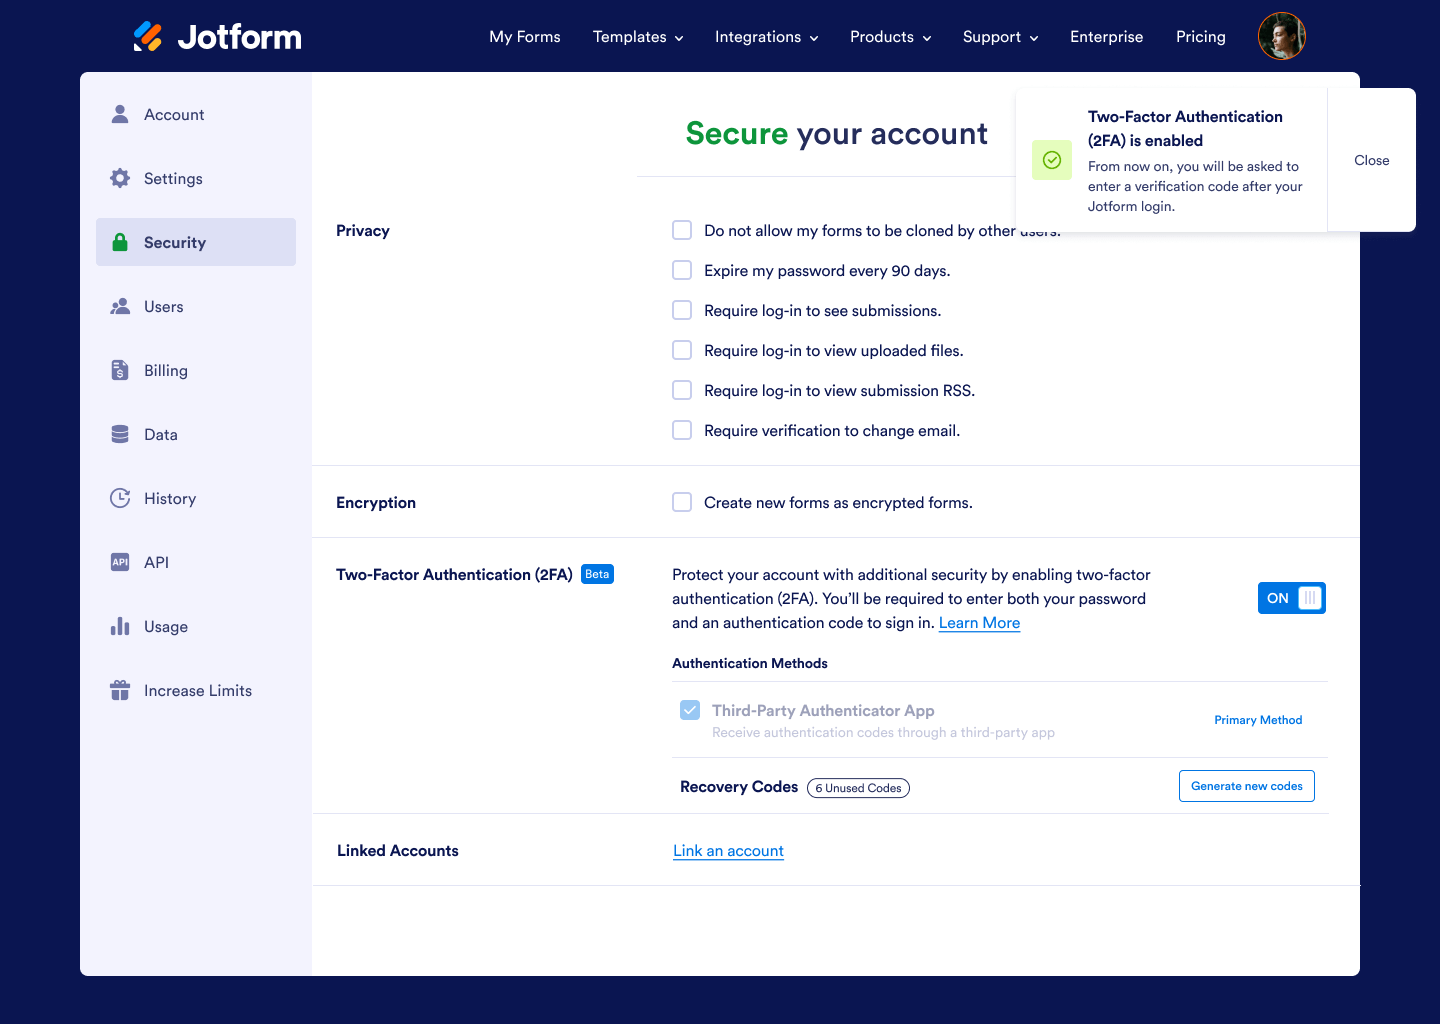 Jotform
My Forms
Templates
Integrations
Products
Support
Enterprise
Pricing
Account
Settings
Security
Users
Billing
Data
History
API
API
Usage
Increase Limits
Secure your account
Two-Factor Authentication
(2FA) is enabled
From now on, you will be asked to
enter a verification code after your
Jotform login.
Close
Privacy
Do not allow my forms to be cloned by other users.
Expire my password every 90 days.
Require log-in to see submissions.
Require log-in to view uploaded files.
Require log-in to view submission RSS.
Require verification to change email.
Encryption
Create new forms as encrypted forms.
Two-Factor Authentication (2FA) Beta
Protect your account with additional security by enabling two-factor
authentication (2FA). You’ll be required to enter both your password
and an authentication code to sign in. Learn More
ON
Authentication Methods
Third-Party Authenticator App
Receive authentication codes through a third-party app
Primary Method
Recovery Codes 6 Unused Codes
Generate new codes
Linked Accounts
Link an account